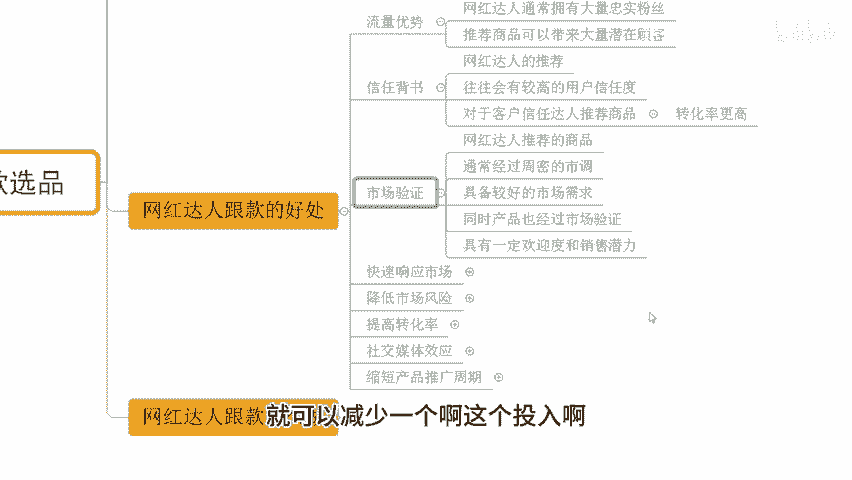 流量优势
网红达人通常拥有大量忠实粉丝
推荐商品可以带来大量潜在顾客
信任背书
网红达人的推荐
往往会有较高的用户信任度
对于客户信任达人推荐商品
转化率更高
款选品
网红达人跟款的好处
市场验证
网红达人推荐的商品
通常经过周密的市调
具备较好的市场需求
同时产品也经过市场验证
具有一定欢迎度和销售潜力
快速响应市场
降低市场风险
提高转化率
社交媒体效应
缩短产品推广周期
网红达人跟款
就可以减少一个啊这个投入啊